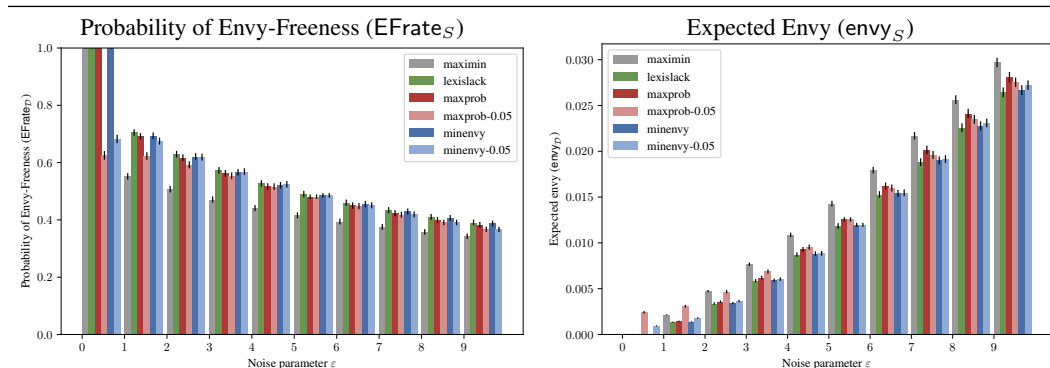 Probability of Envy-Freeness (EFrate_S)
Probability of Envy-Freeness (EFrate_𝒟)
1.0
0.8
0.6
0.4
0.2
0.0
maximin
lexislack
maxprob
maxprob-0.05
minenvy
minenvy-0.05
0 1 2 3 4 5 6 7 8 9
Noise parameter ε
Expected Envy (envy_S)
Expected envy (envy_𝒟)
0.030
0.025
0.020
0.015
0.010
0.005
0.000
maximin
lexislack
maxprob
maxprob-0.05
minenvy
minenvy-0.05
0 1 2 3 4 5 6 7 8 9
Noise parameter ε